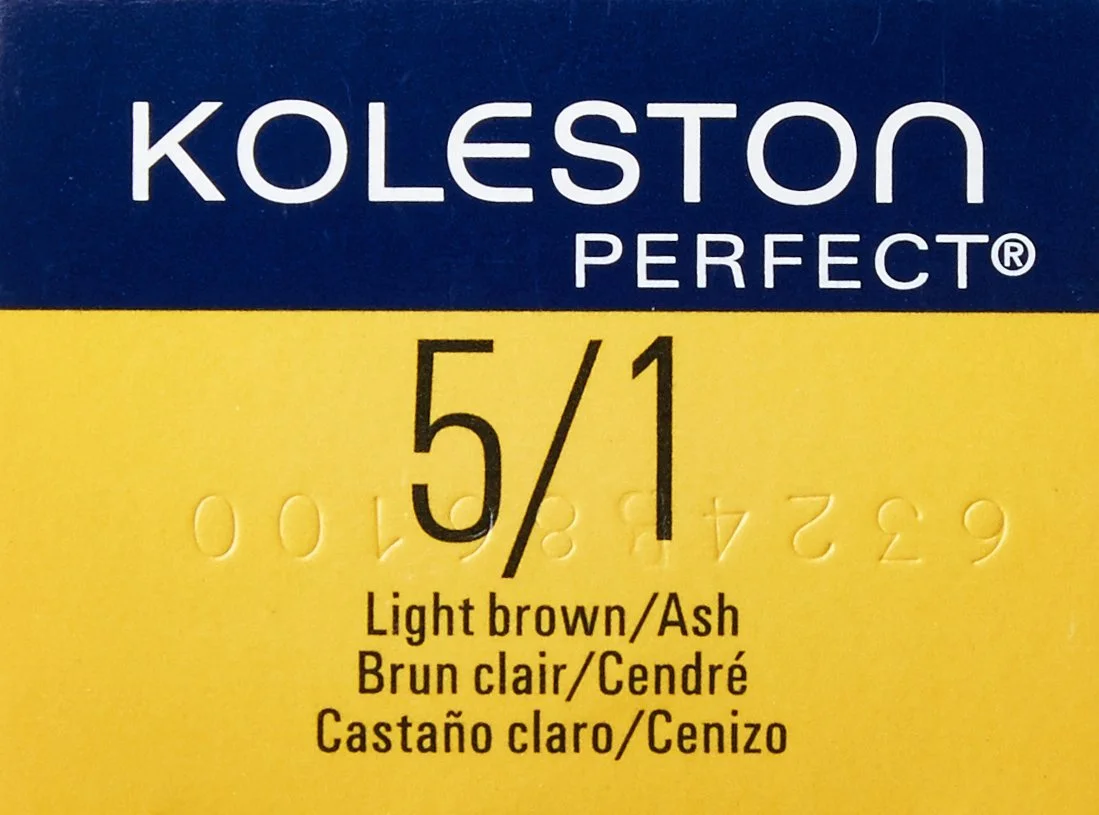 KOLESTON
PERFECT®
5/1
Light brown/Ash
Brun clair/Cendré
Castaño claro/Cenizo